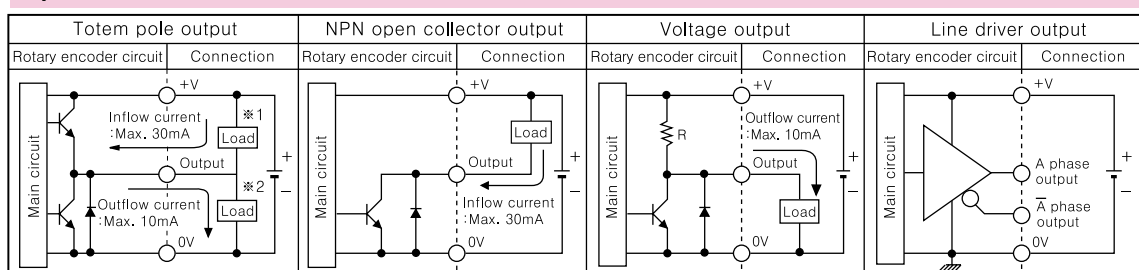 Totem pole output
Rotary encoder circuit Connection
Main circuit
+V
Inflow current
:Max. 30mA
※1
Load
Output
+
−
※2
Load
Outflow current
:Max. 10mA
0V
NPN open collector output
Rotary encoder circuit Connection
Main circuit
+V
Load
Output
+
−
Inflow current
:Max. 30mA
0V
Voltage output
Rotary encoder circuit Connection
Main circuit
+V
R
Outflow current
:Max. 10mA
Output
+
−
Load
0V
Line driver output
Rotary encoder circuit Connection
Main circuit
+V
A phase
output
+
−
A̅ phase
output
0V